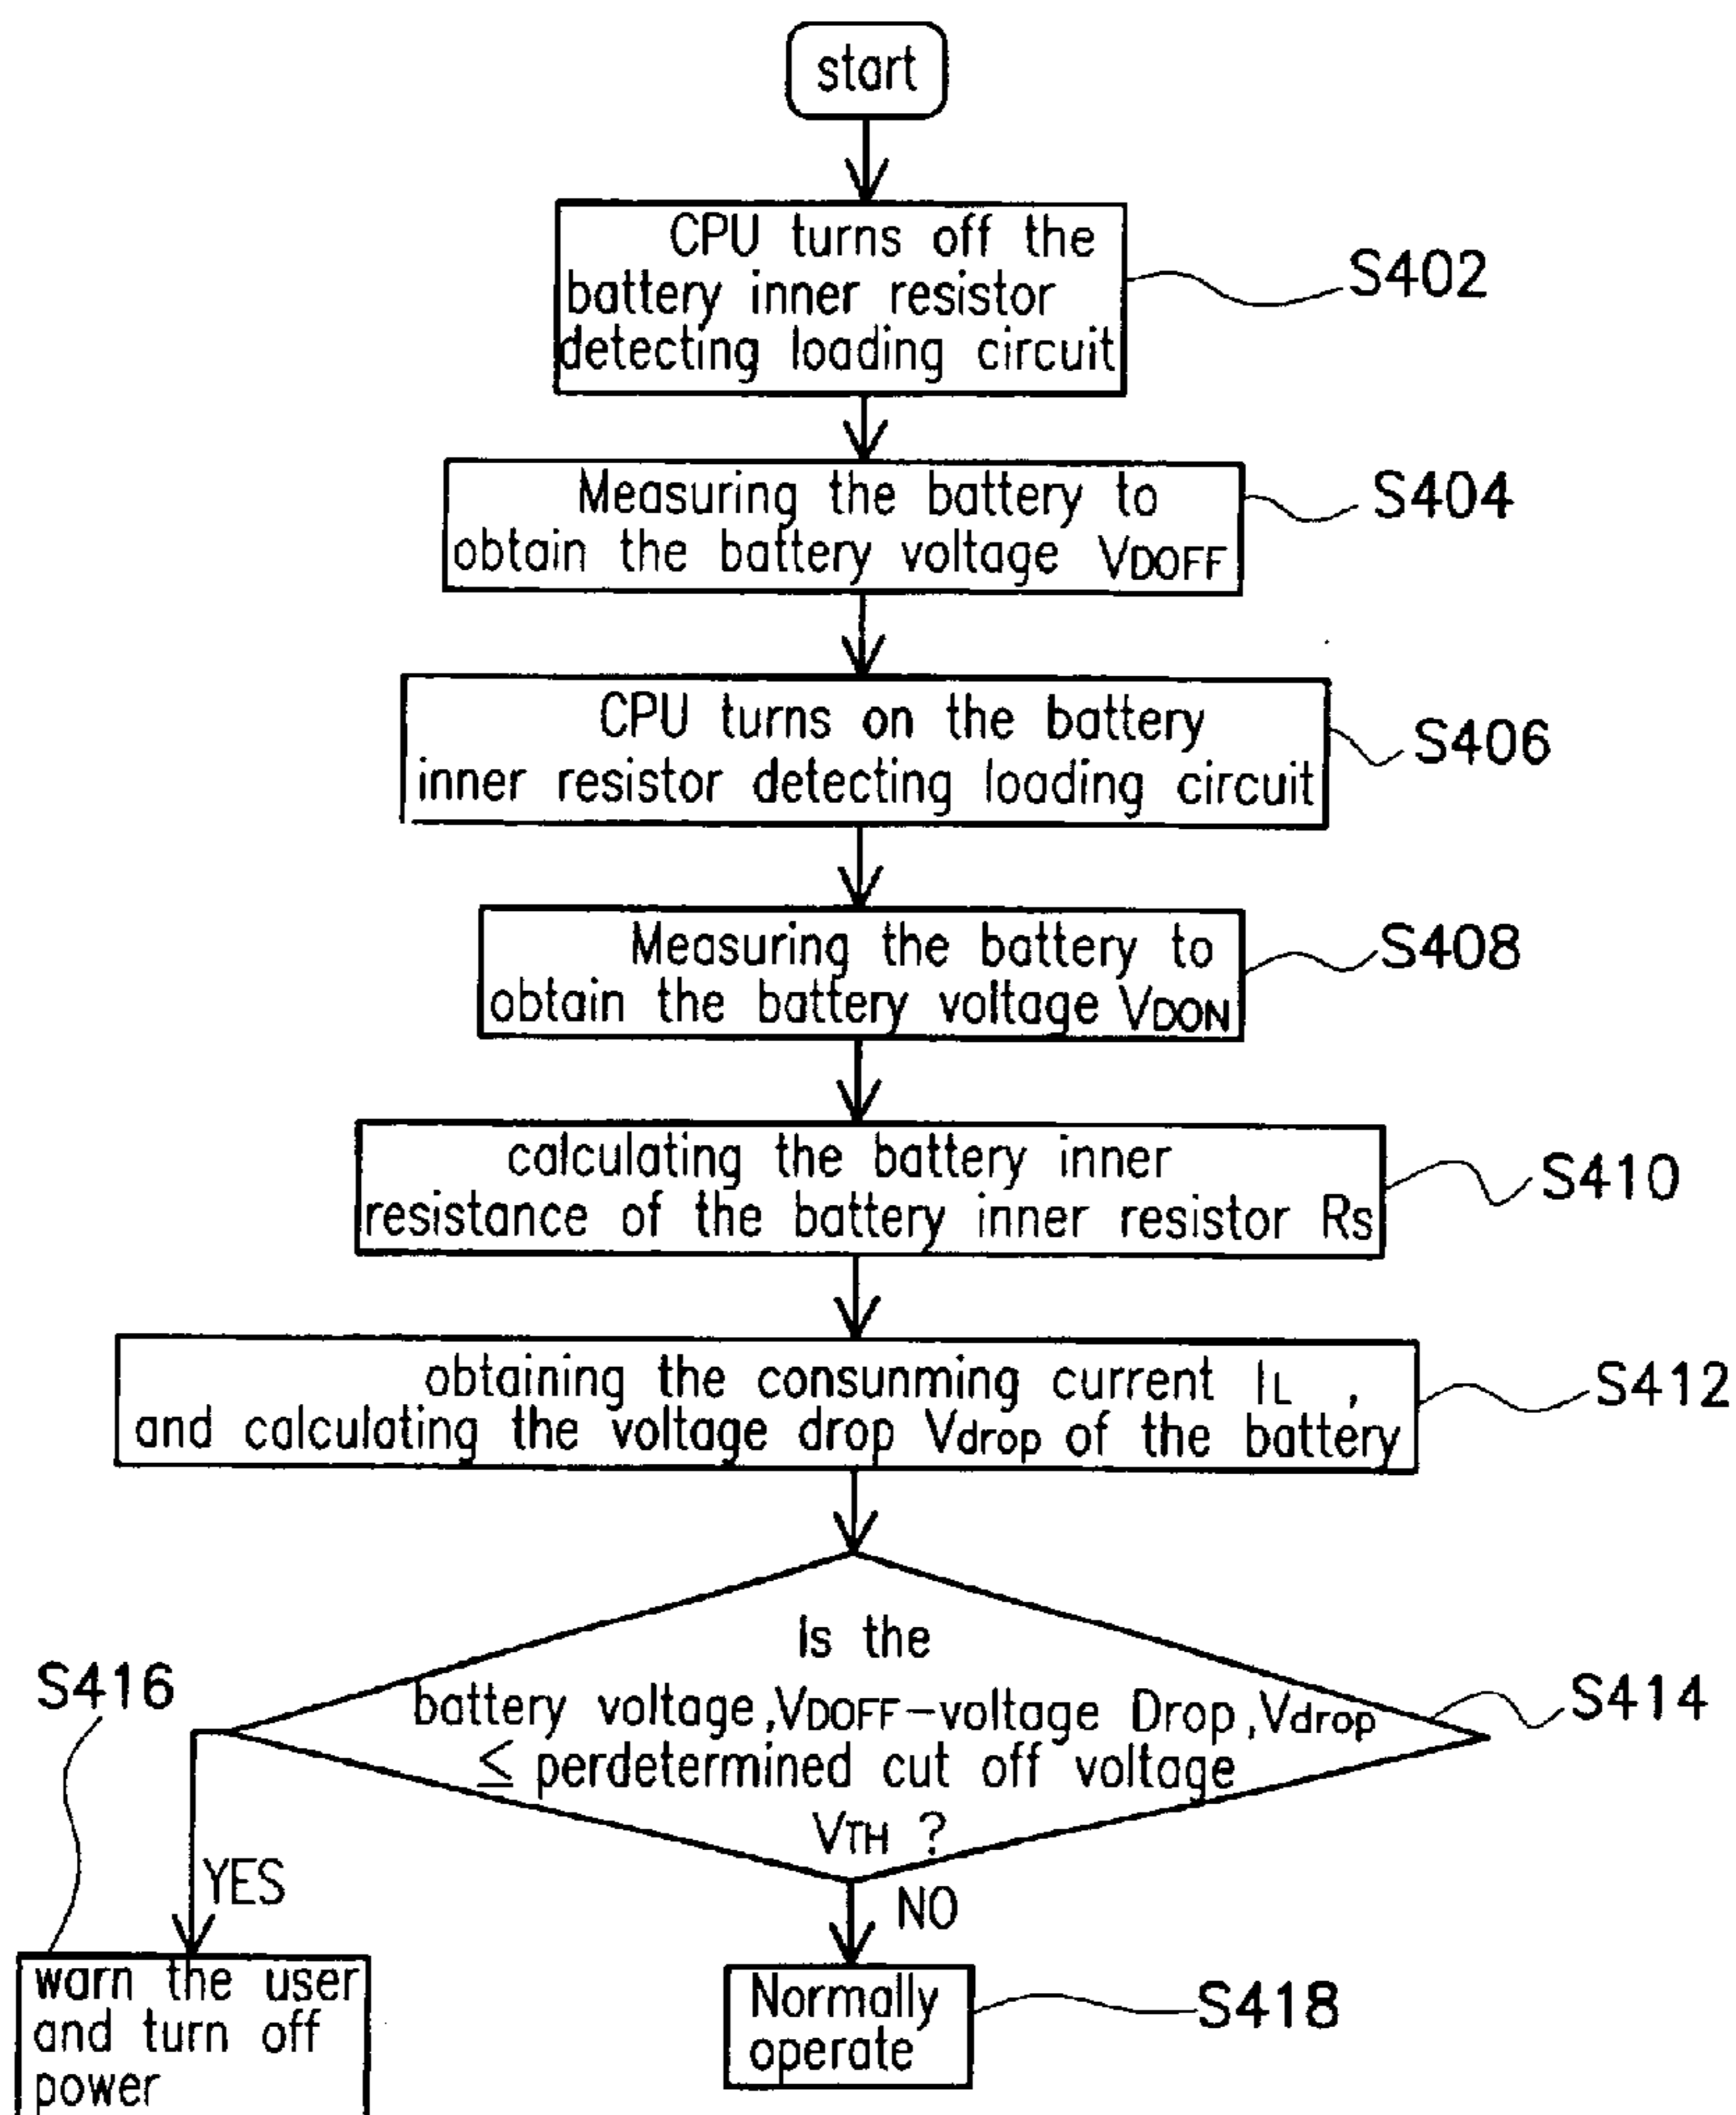 start
CPU turns off the
battery inner resistor
detecting loading circuit
S402
Measuring the battery to
obtain the battery voltage VDOFF
S404
CPU turns on the battery
inner resistor detecting loading circuit
S406
Measuring the battery to
obtain the battery voltage VDON
S408
calculating the battery inner
resistance of the battery inner resistor Rs
S410
obtaining the consunming current IL ,
and calculating the voltage drop Vdrop of the battery
S412
Is the
battery voltage,VDOFF-voltage Drop,Vdrop
≤ perdetermined cut off voltage
VTH ?
S414
S416
YES
NO
warn the user
and turn off
power
Normally
operate
S418